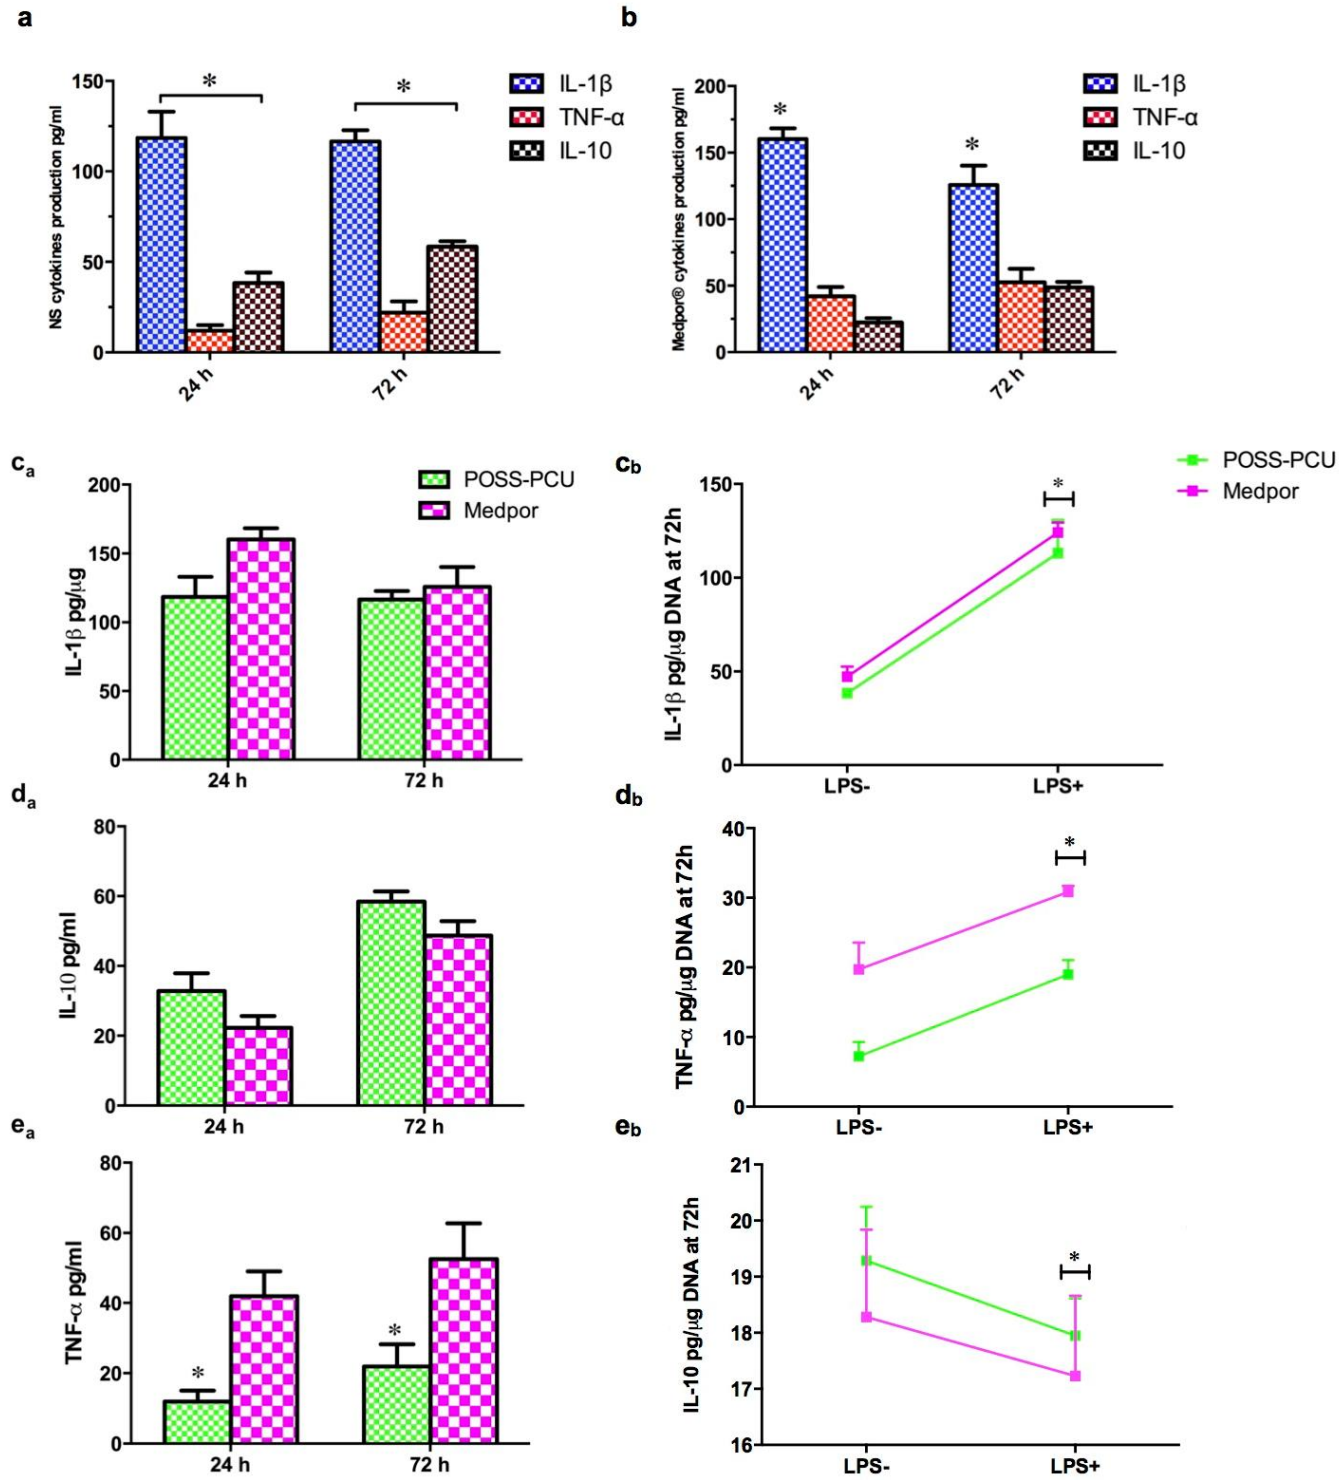 a
NS cytokines production pg/ml
150
100
50
0
*
*
24 h
72 h
IL-1β
TNF-α
IL-10
b
Medpor® cytokines production pg/ml
200
150
100
50
0
*
*
24 h
72 h
IL-1β
TNF-α
IL-10
ca
IL-1β pg/μg
200
150
100
50
0
24 h
72 h
POSS-PCU
Medpor
cb
IL-1β pg/μg DNA at 72h
150
100
50
0
*
LPS-
LPS+
POSS-PCU
Medpor
da
IL-10 pg/ml
80
60
40
20
0
24 h
72 h
db
TNF-α pg/μg DNA at 72h
40
30
20
10
0
*
LPS-
LPS+
ea
TNF-α pg/ml
80
60
40
20
0
*
*
24 h
72 h
eb
IL-10 pg/μg DNA at 72h
21
20
19
18
17
16
*
LPS-
LPS+